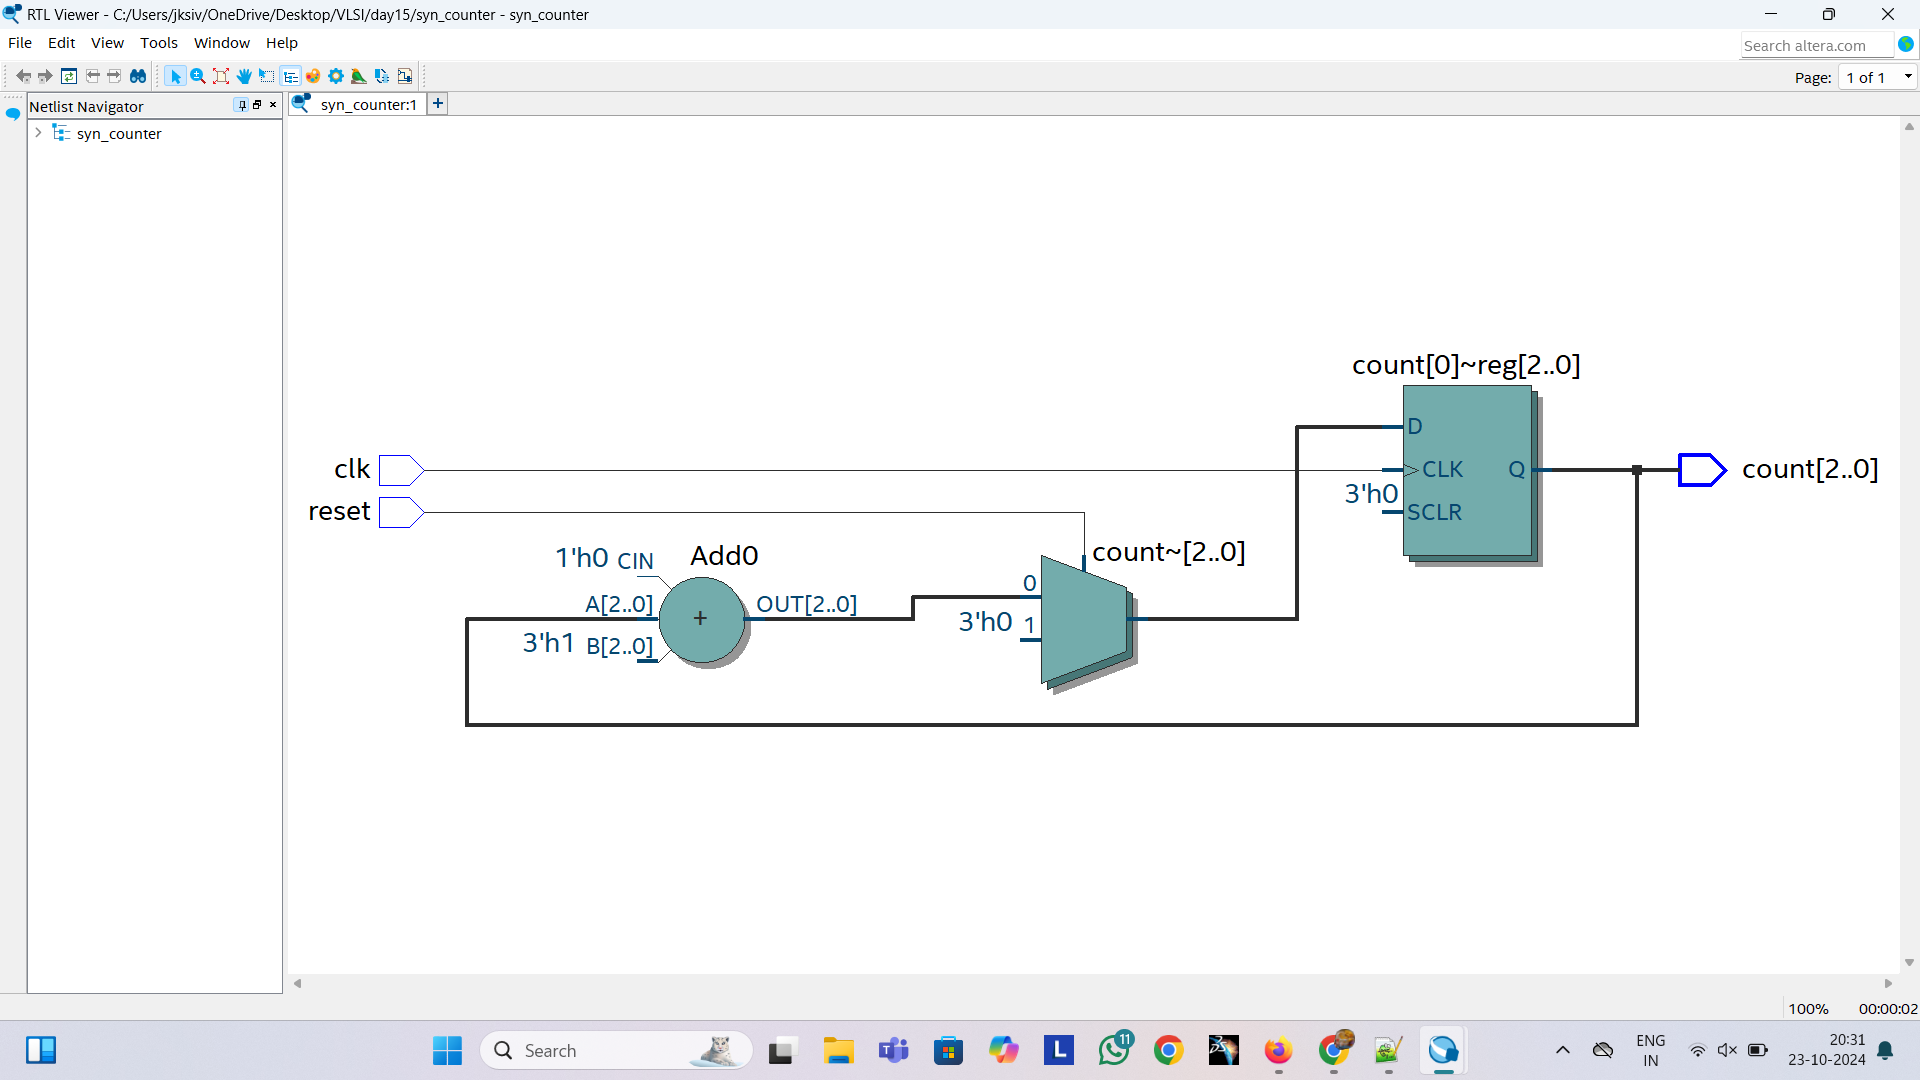 RTL Viewer - C:/Users/jksiv/OneDrive/Desktop/VLSI/day15/syn_counter - syn_counter
File Edit View Tools Window Help
Search altera.com
Page: 1 of 1
Netlist Navigator
syn_counter:1
syn_counter
count[0]~reg[2..0]
D
clk
CLK
Q
count[2..0]
3'h0
reset
SCLR
1'h0 CIN
Add0
count~[2..0]
0
A[2..0]
+
OUT[2..0]
3'h0 1
3'h1 B[2..0]
100% 00:00:02
Search
11
L
ENG
IN
20:31
23-10-2024